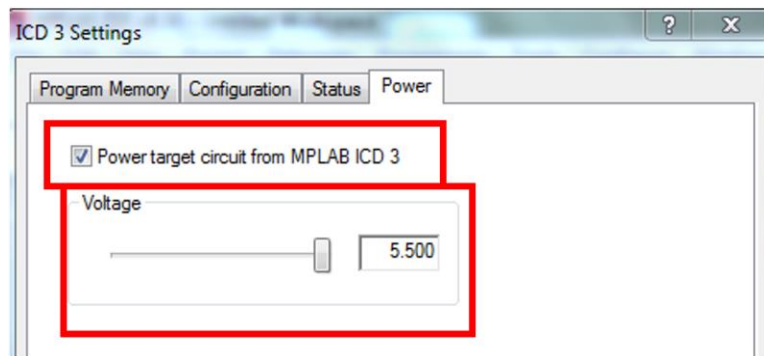 ICD 3 Settings
Program Memory Configuration Status Power
Power target circuit from MPLAB ICD 3
Voltage
5.500